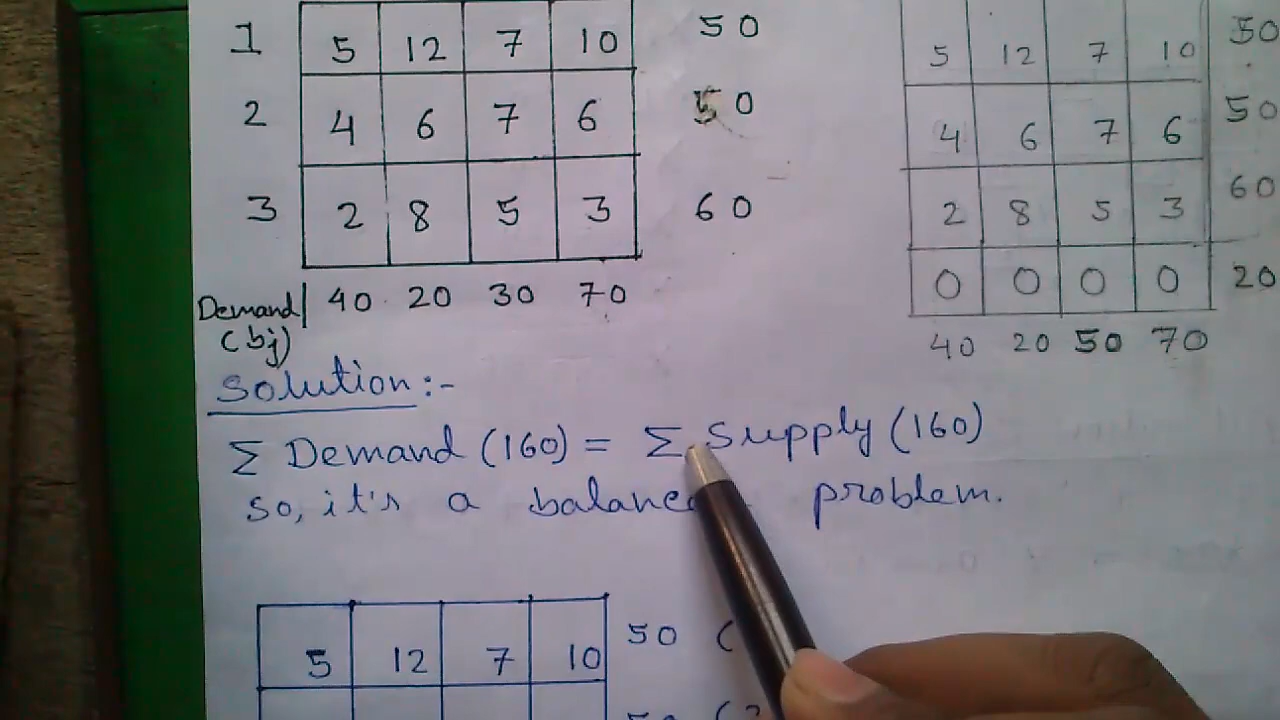 1 5 12 7 10 50
2 4 6 7 6 50
3 2 8 5 3 60
Demand 40 20 30 70
(bj)
5 12 7 10 50
4 6 7 6 50
2 8 5 3 60
0 0 0 0 20
40 20 50 70
Solution:-
Σ Demand (160) = Σ Supply (160)
so, it's a problem.
5 12 7 10 50 (